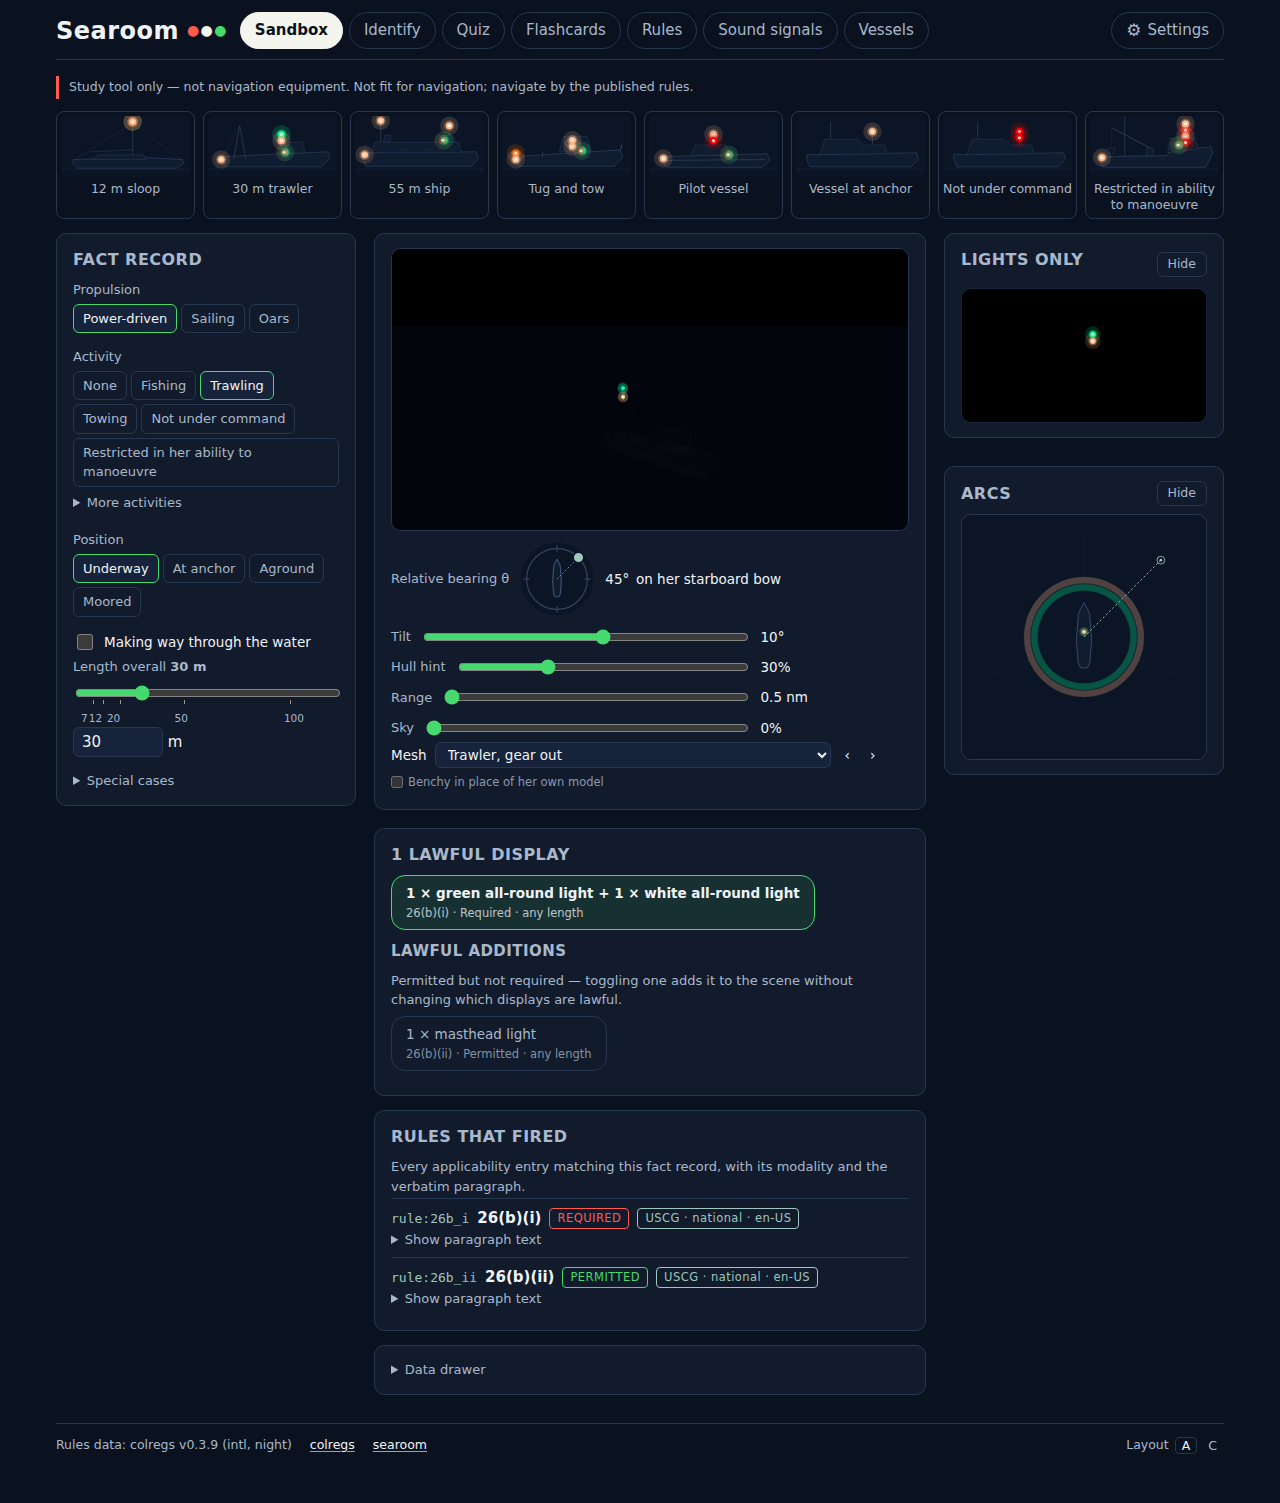 Searoom
Sandbox
Identify
Quiz
Flashcards
Rules
Sound signals
Vessels
⚙ Settings
Study tool only — not navigation equipment. Not fit for navigation; navigate by the published rules.
12 m sloop
30 m trawler
55 m ship
Tug and tow
Pilot vessel
Vessel at anchor
Not under command
Restricted in ability
to manoeuvre
FACT RECORD
Propulsion
Power-driven
Sailing
Oars
Activity
None
Fishing
Trawling
Towing
Not under command
Restricted in her ability to
manoeuvre
▶ More activities
Position
Underway
At anchor
Aground
Moored
Making way through the water
Length overall 30 m
7 12 20 50 100
30 m
▶ Special cases
Relative bearing θ
45° on her starboard bow
Tilt 10°
Hull hint 30%
Range 0.5 nm
Sky 0%
Mesh Trawler, gear out ‹ ›
Benchy in place of her own model
1 LAWFUL DISPLAY
1 × green all-round light + 1 × white all-round light
26(b)(i) · Required · any length
LAWFUL ADDITIONS
Permitted but not required — toggling one adds it to the scene without
changing which displays are lawful.
1 × masthead light
26(b)(ii) · Permitted · any length
RULES THAT FIRED
Every applicability entry matching this fact record, with its modality and the
verbatim paragraph.
rule:26b_i 26(b)(i) REQUIRED USCG · national · en-US
▶ Show paragraph text
rule:26b_ii 26(b)(ii) PERMITTED USCG · national · en-US
▶ Show paragraph text
▶ Data drawer
LIGHTS ONLY
Hide
ARCS
Hide
Rules data: colregs v0.3.9 (intl, night) colregs searoom
Layout A C